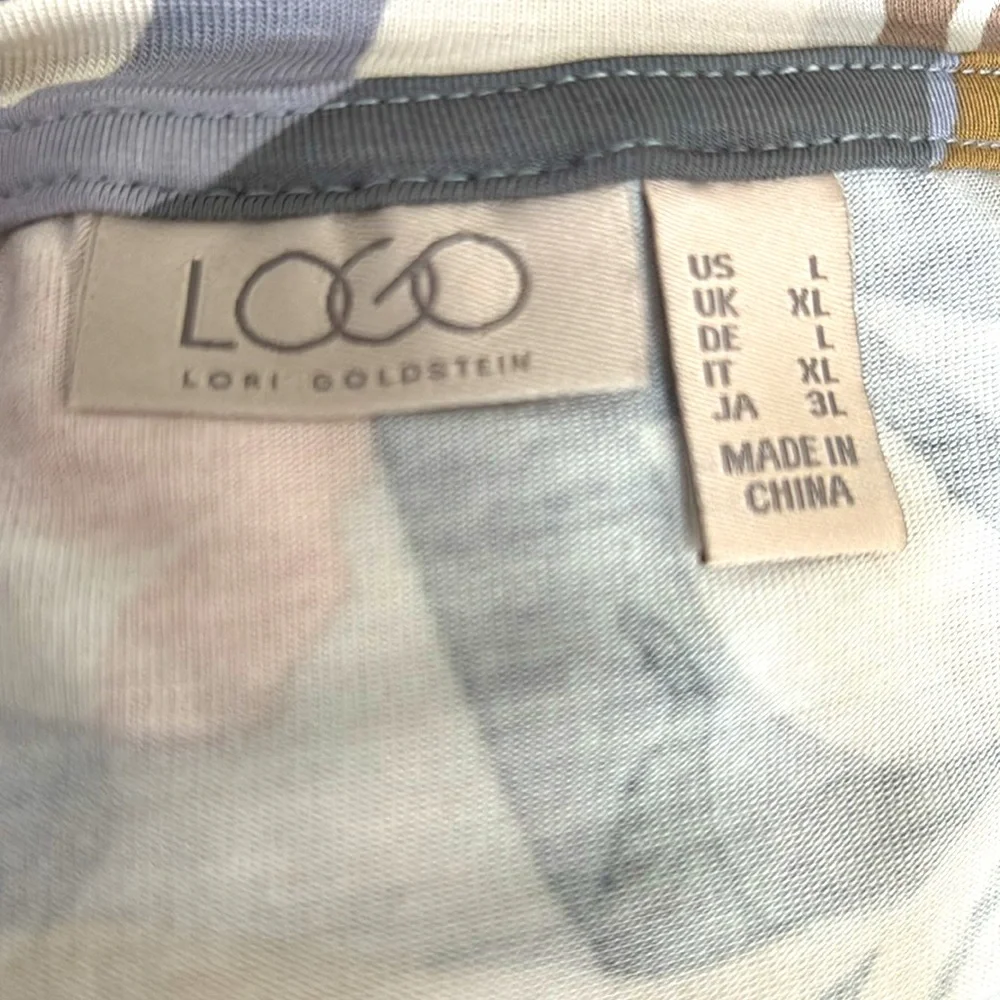 LOGO
LORI GOLDSTEIN
US L
UK XL
DE L
IT XL
JA 3L
MADE IN
CHINA